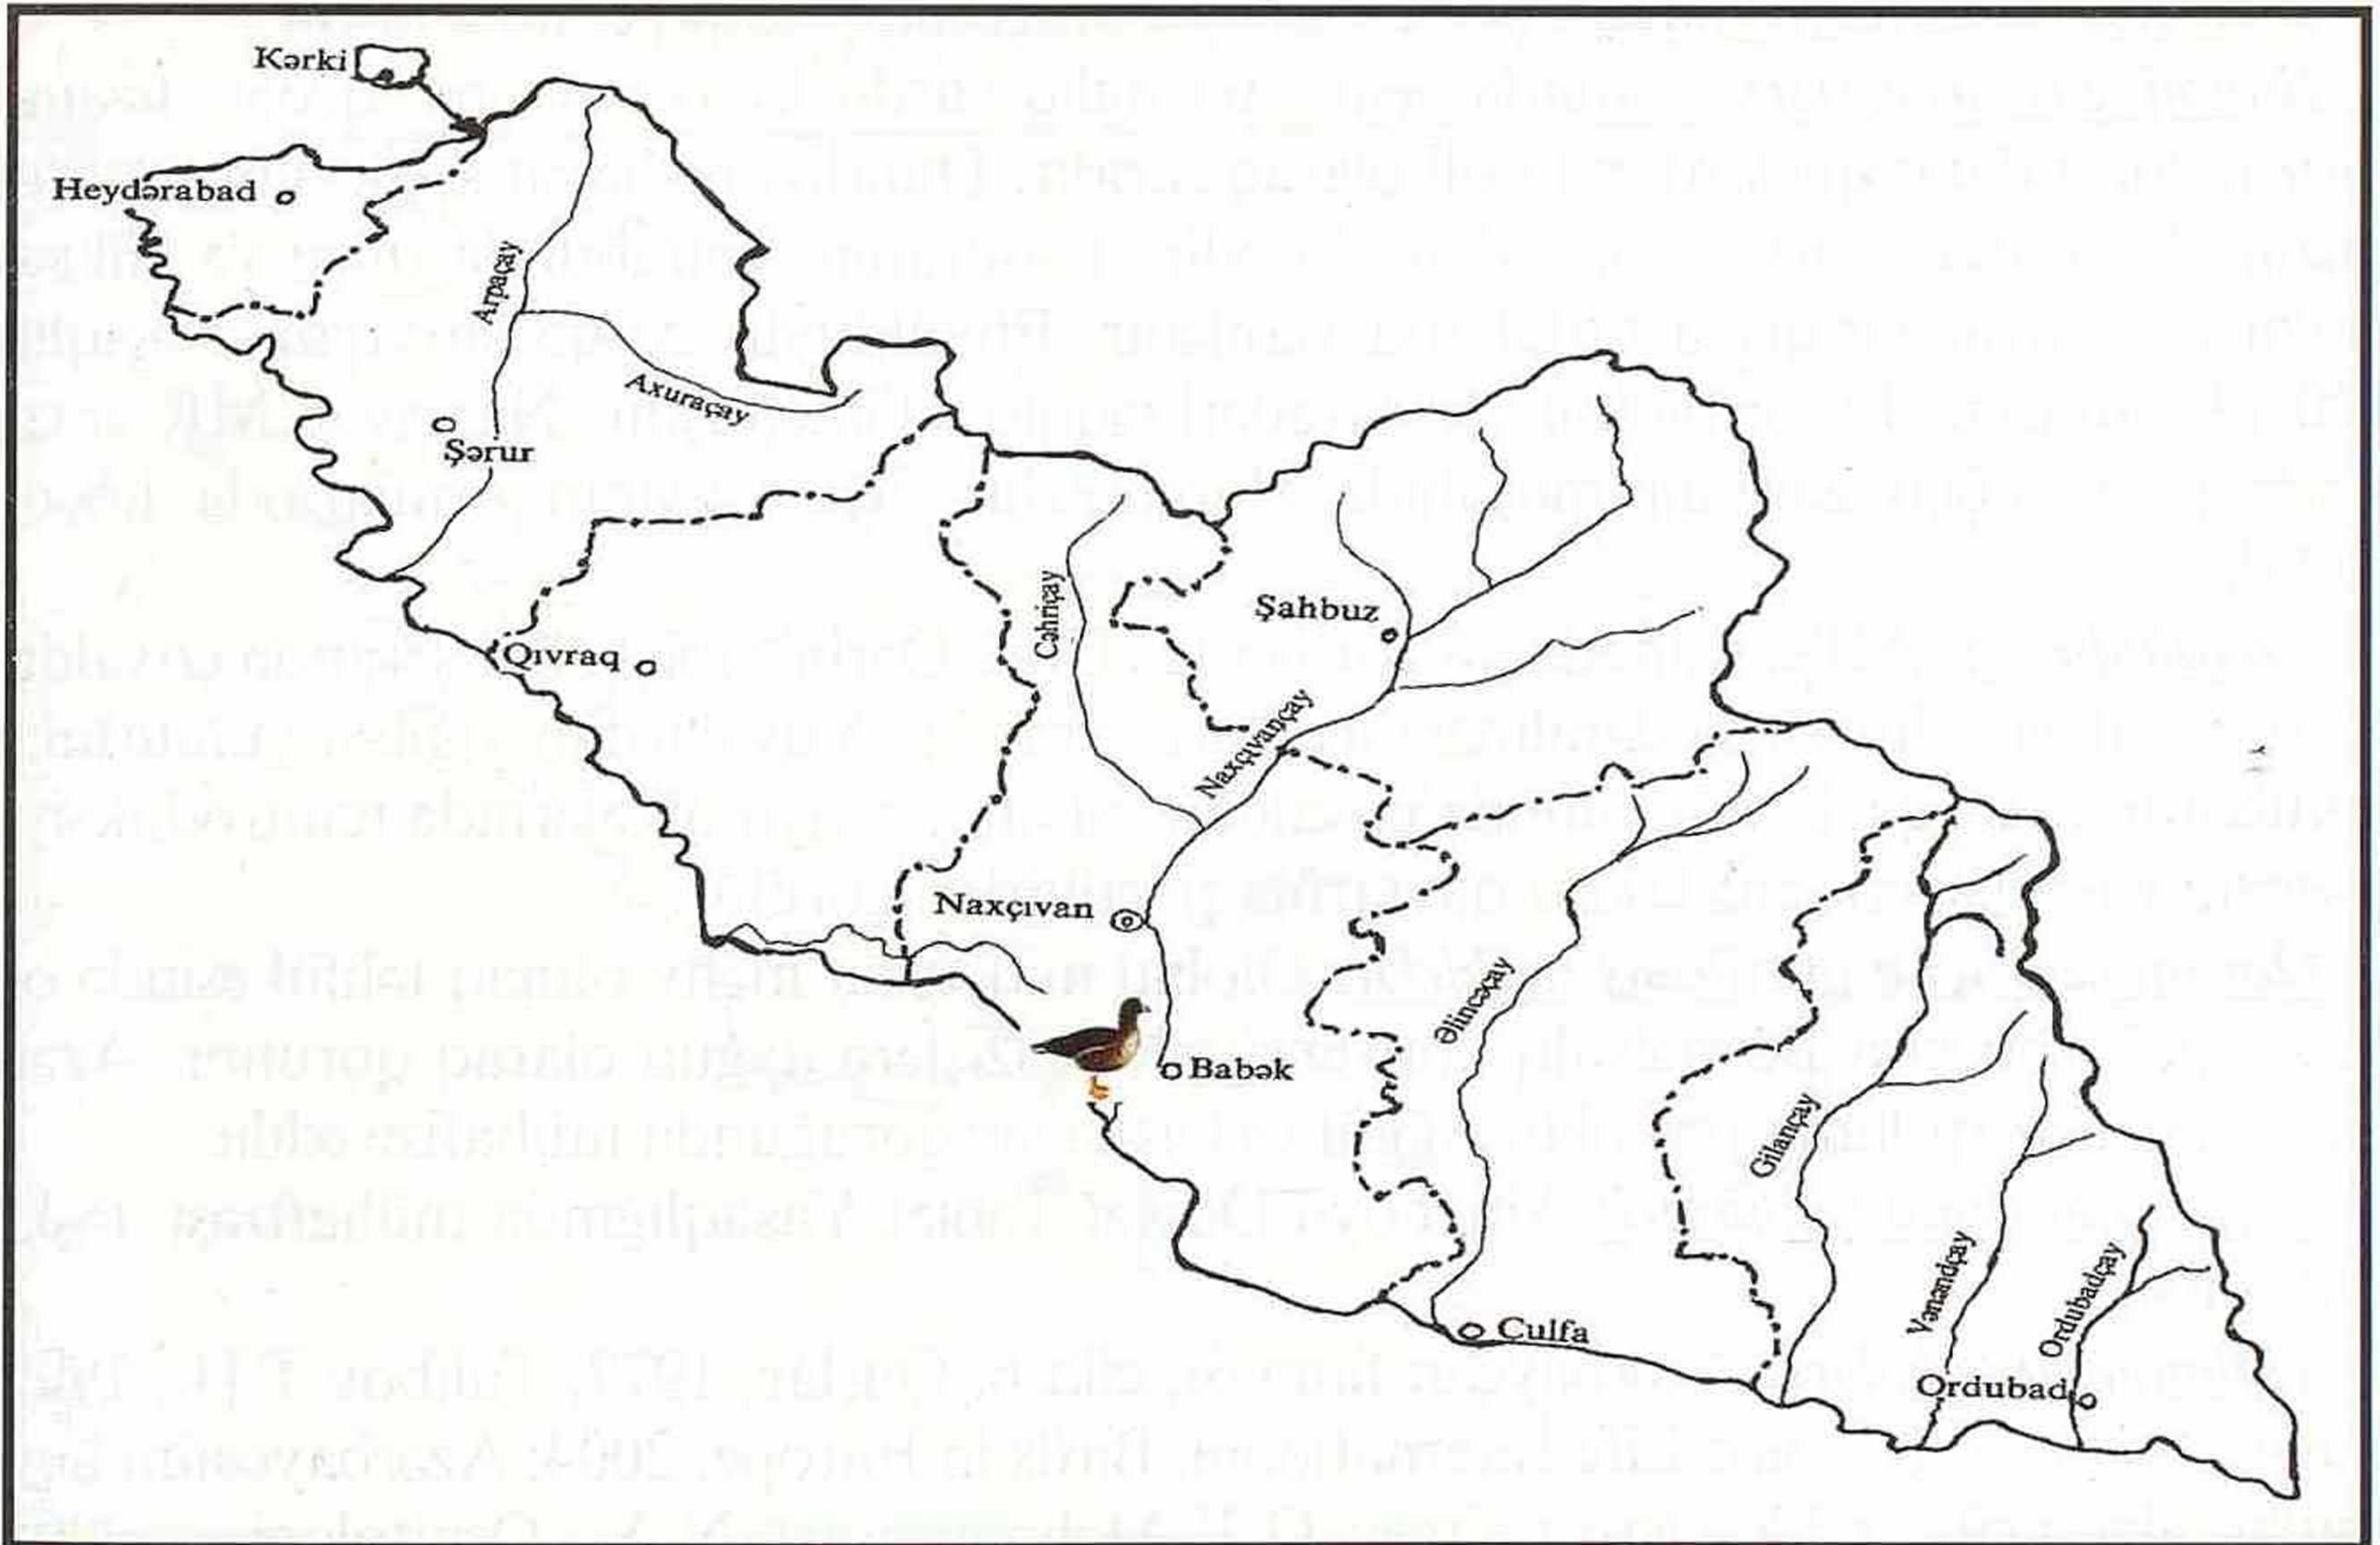 Kərki
Heydərabad
Arpaçay
Axuraçay
Şərur
Cəhriçay
Şahbuz
Qıvraq
Naxçıvançay
Naxçıvan
Əlincəçay
Babək
Gilançay
Vənəndçay
Ordubadçay
Culfa
Ordubad